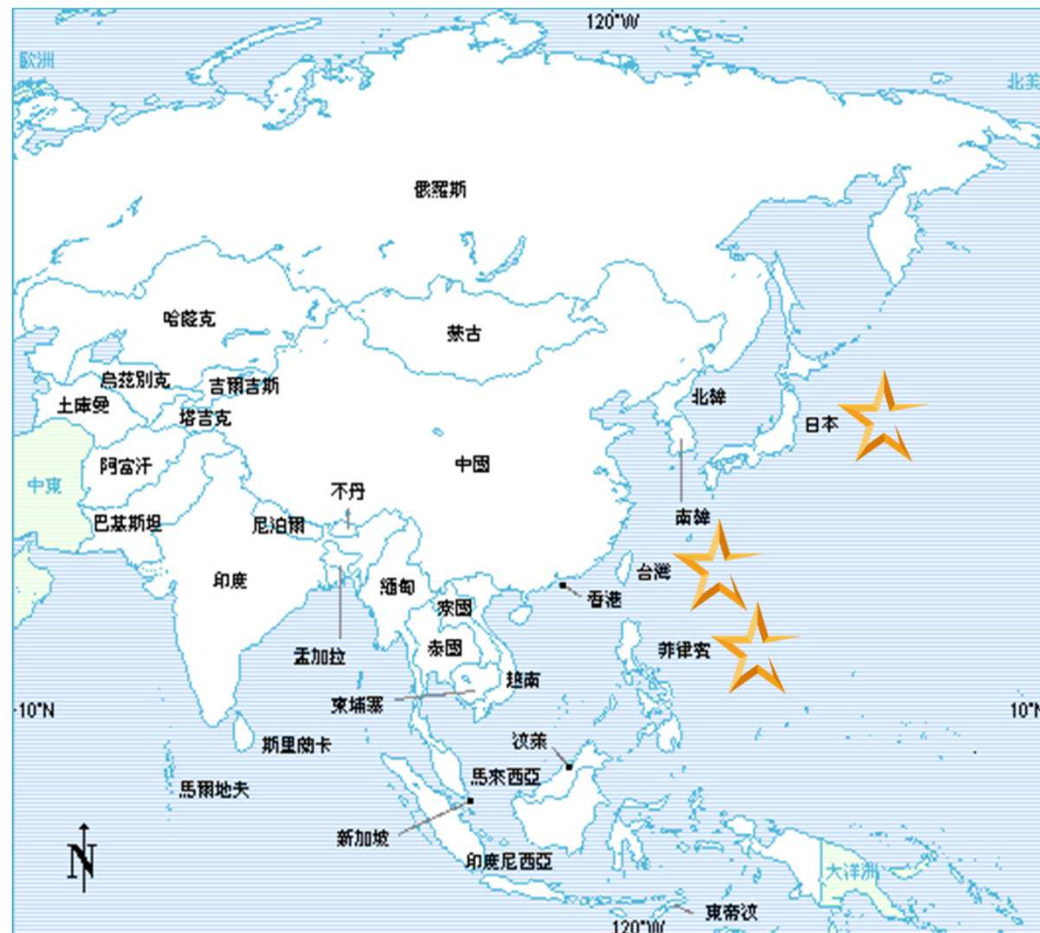 120°W
歐洲
北美
俄羅斯
哈薩克
蒙古
烏茲別克
吉爾吉斯
土庫曼
塔吉克
北韓
日本
阿富汗
中國
中東
不丹
巴基斯坦
尼泊爾
南韓
印度
緬甸
台灣
香港
寮國
泰國
菲律賓
孟加拉
越南
柬埔寨
10°N
10°N
斯里蘭卡
汶萊
馬來西亞
馬爾地夫
新加坡
N
印度尼西亞
大洋洲
東帝汶
120°W